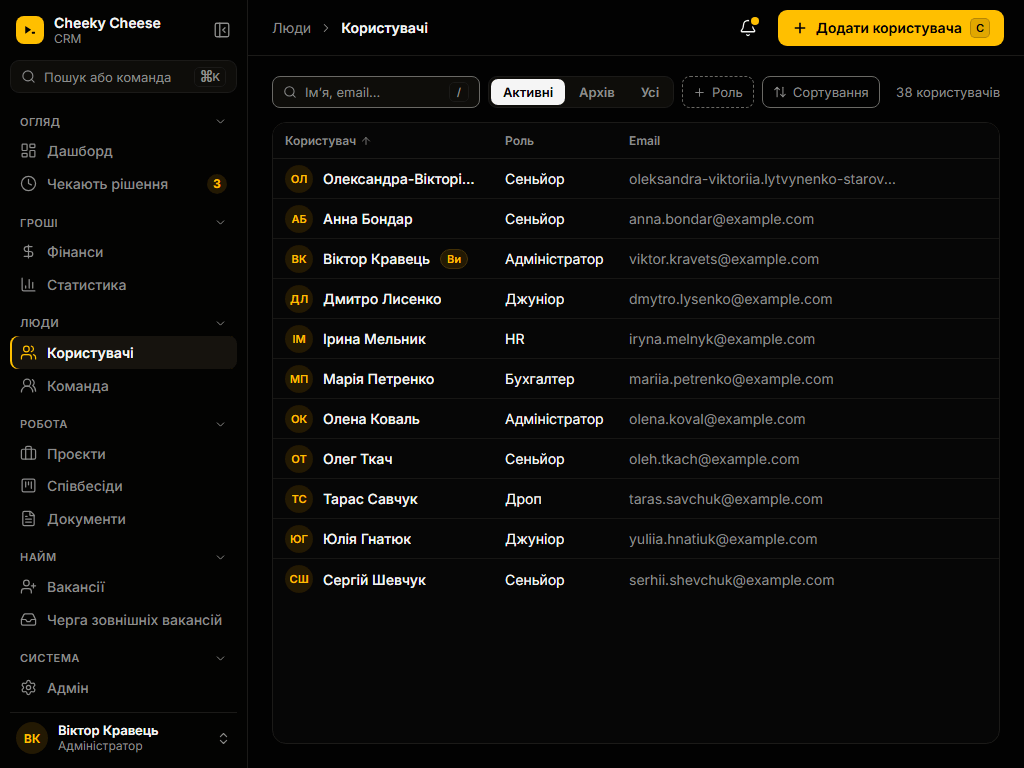 Cheeky Cheese
CRM
Пошук або команда ⌘K
ОГЛЯД
Дашборд
Чекають рішення 3
ГРОШІ
Фінанси
Статистика
ЛЮДИ
Користувачі
Команда
РОБОТА
Проєкти
Співбесіди
Документи
НАЙМ
Вакансії
Черга зовнішніх вакансій
СИСТЕМА
Адмін
ВК Віктор Кравець
Адміністратор
Люди > Користувачі
+ Додати користувача C
Ім'я, email... /
Активні Архів Усі
+ Роль
Сортування
38 користувачів
Користувач ↑ Роль Email
ОЛ Олександра-Вікторі... Сеньйор oleksandra-viktoriia.lytvynenko-starov...
АБ Анна Бондар Сеньйор anna.bondar@example.com
ВК Віктор Кравець Ви Адміністратор viktor.kravets@example.com
ДЛ Дмитро Лисенко Джуніор dmytro.lysenko@example.com
ІМ Ірина Мельник HR iryna.melnyk@example.com
МП Марія Петренко Бухгалтер mariia.petrenko@example.com
ОК Олена Коваль Адміністратор olena.koval@example.com
ОТ Олег Ткач Сеньйор oleh.tkach@example.com
ТС Тарас Савчук Дроп taras.savchuk@example.com
ЮГ Юлія Гнатюк Джуніор yuliia.hnatiuk@example.com
СШ Сергій Шевчук Сеньйор serhii.shevchuk@example.com